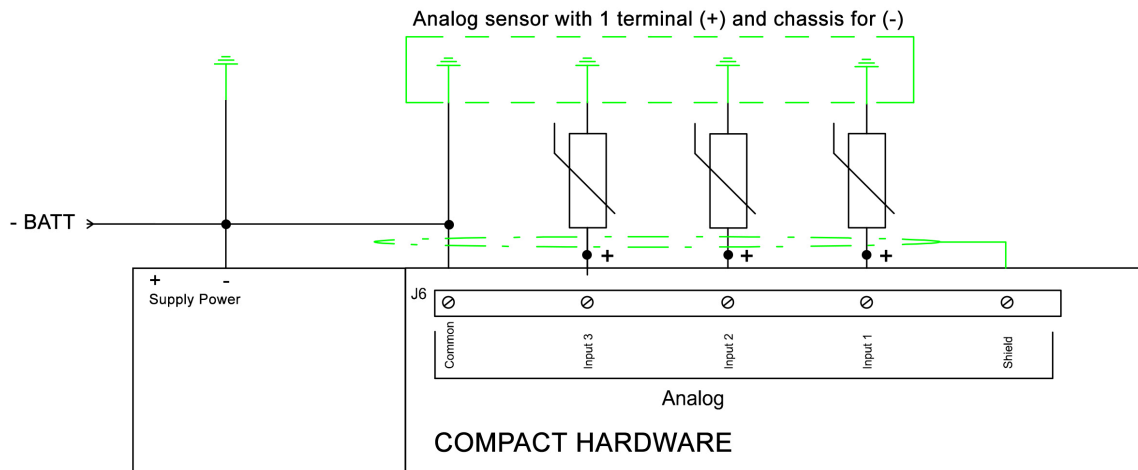 Analog sensor with 1 terminal (+) and chassis for (-)
- BATT
+ + +
+ -
Supply Power
J6
Common
Input 3
Input 2
Input 1
Shield
Analog
COMPACT HARDWARE